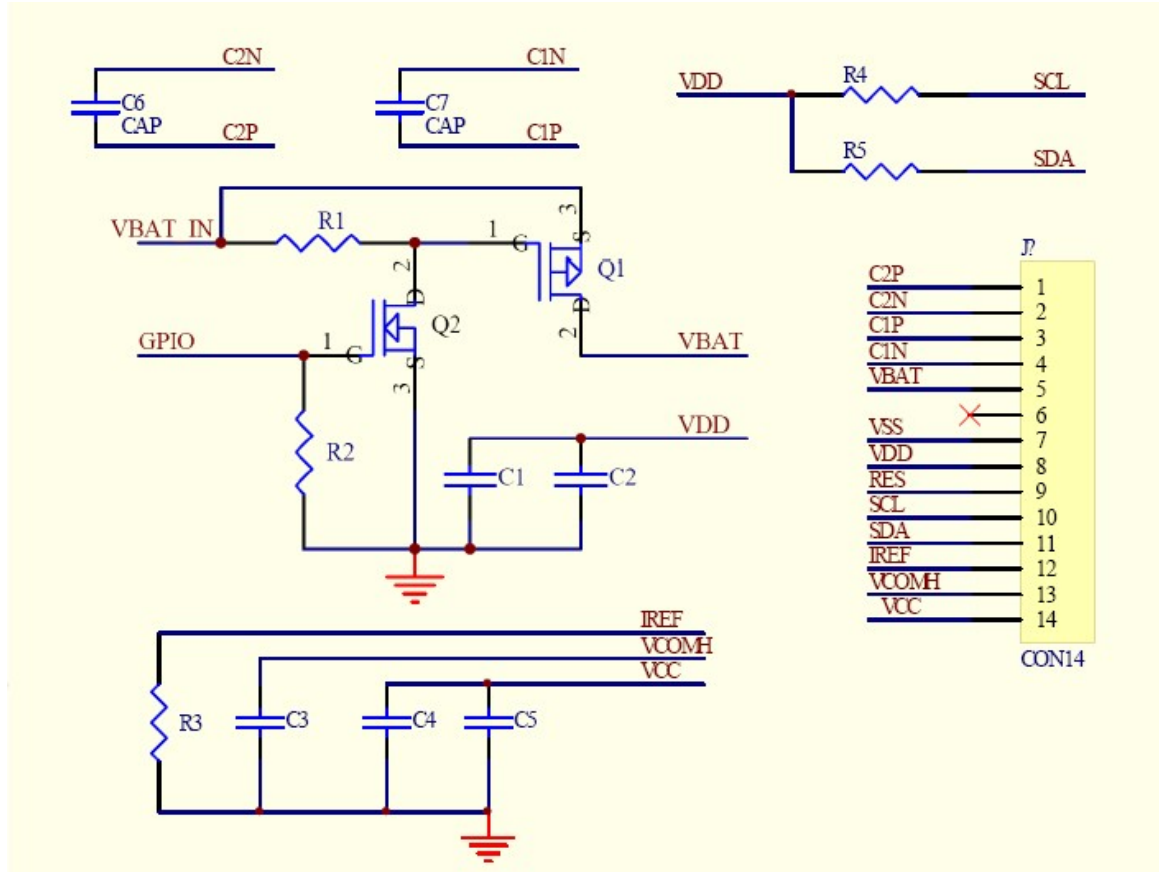 C2N
C6
CAP
C2P
C1N
C7
CAP
C1P
VDD
R4
SCL
R5
SDA
VBAT_IN
R1
1
G
3
S
Q1
D
2
VBAT
2
D
Q2
GPIO
1
G
S
3
R2
VDD
C1
C2
J?
C2P 1
C2N 2
C1P 3
C1N 4
VBAT 5
6
VSS 7
VDD 8
RES 9
SCL 10
SDA 11
IREF 12
VCOMH 13
VCC 14
CON14
IREF
VCOMH
VCC
R3
C3
C4
C5